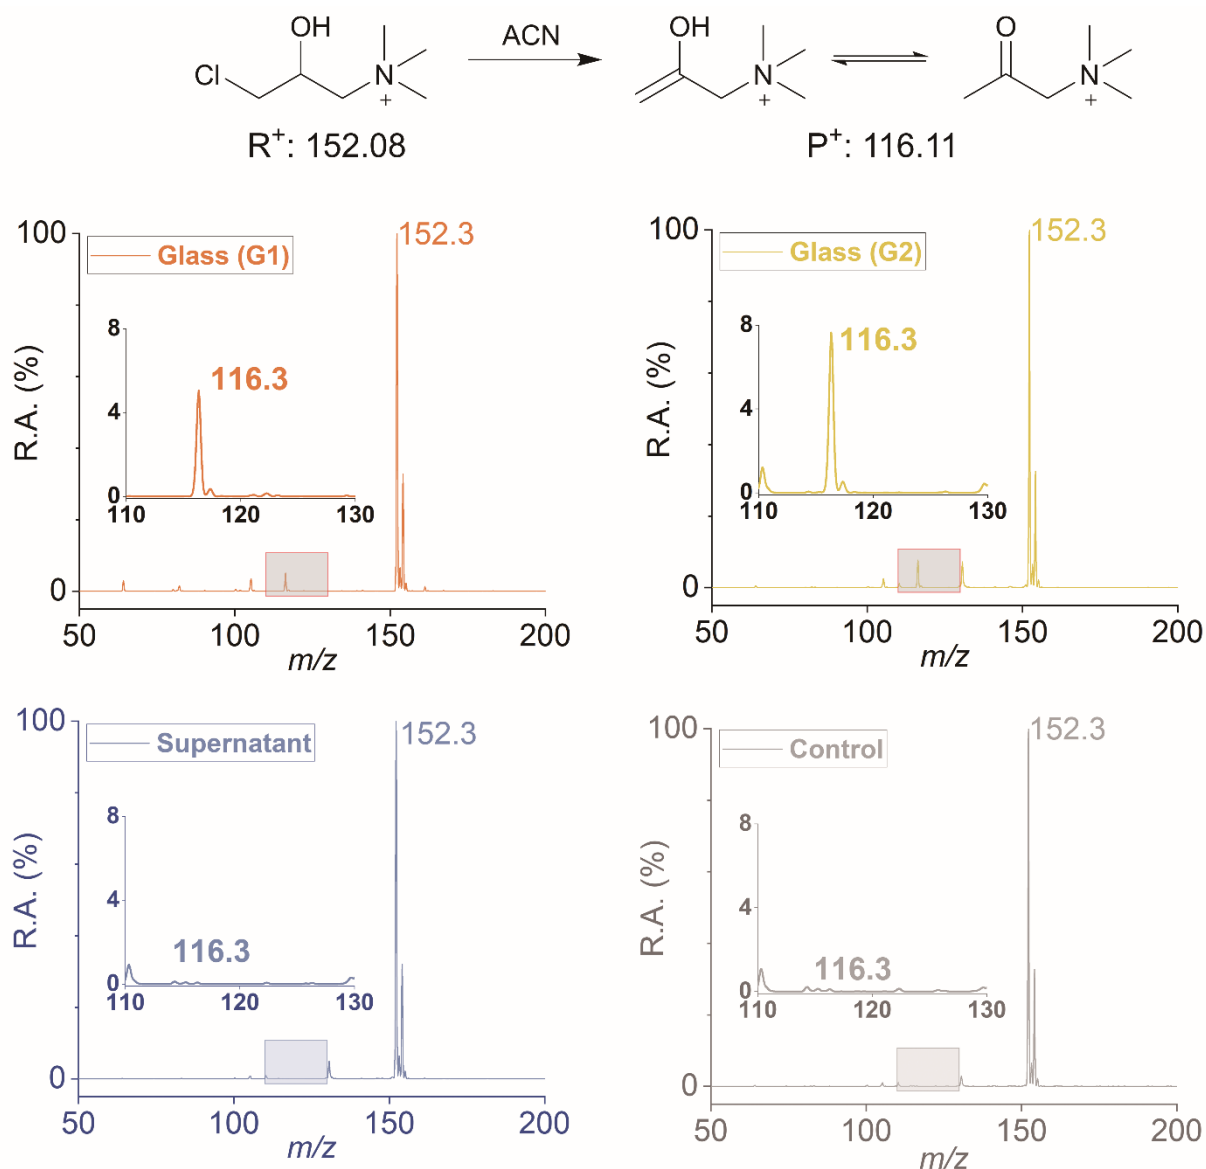 OH
ACN
OH
O
Cl
N
+
N
+
N
+
R+: 152.08
P+: 116.11
100
152.3
Glass (G1)
8
116.3
4
0
110
120
130
R.A. (%)
0
50
100
150
200
m/z
100
152.3
Glass (G2)
8
116.3
4
0
110
120
130
R.A. (%)
0
50
100
150
200
m/z
100
152.3
Supernatant
8
4
116.3
0
110
120
130
R.A. (%)
0
50
100
150
200
m/z
100
152.3
Control
8
4
116.3
0
110
120
130
R.A. (%)
0
50
100
150
200
m/z